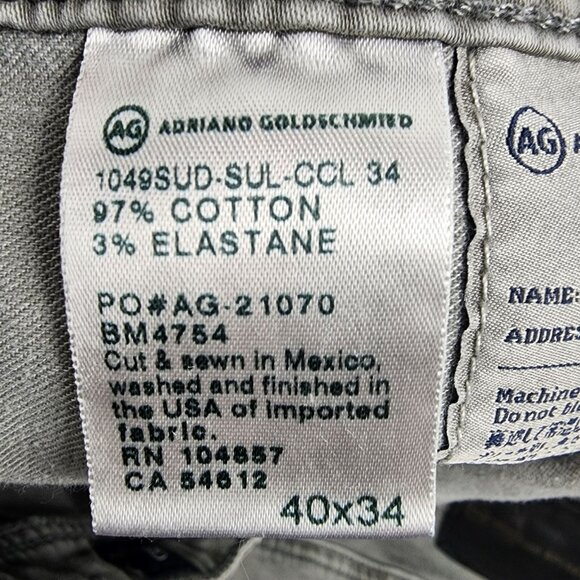 AG ADRIANO GOLDSCHMIED
1049SUD-SUL-CCL 34
97% COTTON
3% ELASTANE
PO#AG-21070
BM4754
Cut & sewn in Mexico,
washed and finished in
the USA of imported
fabric.
RN 104657
CA 54612
40x34
AG
NAME:
ADDRES
Machine
Do not bl